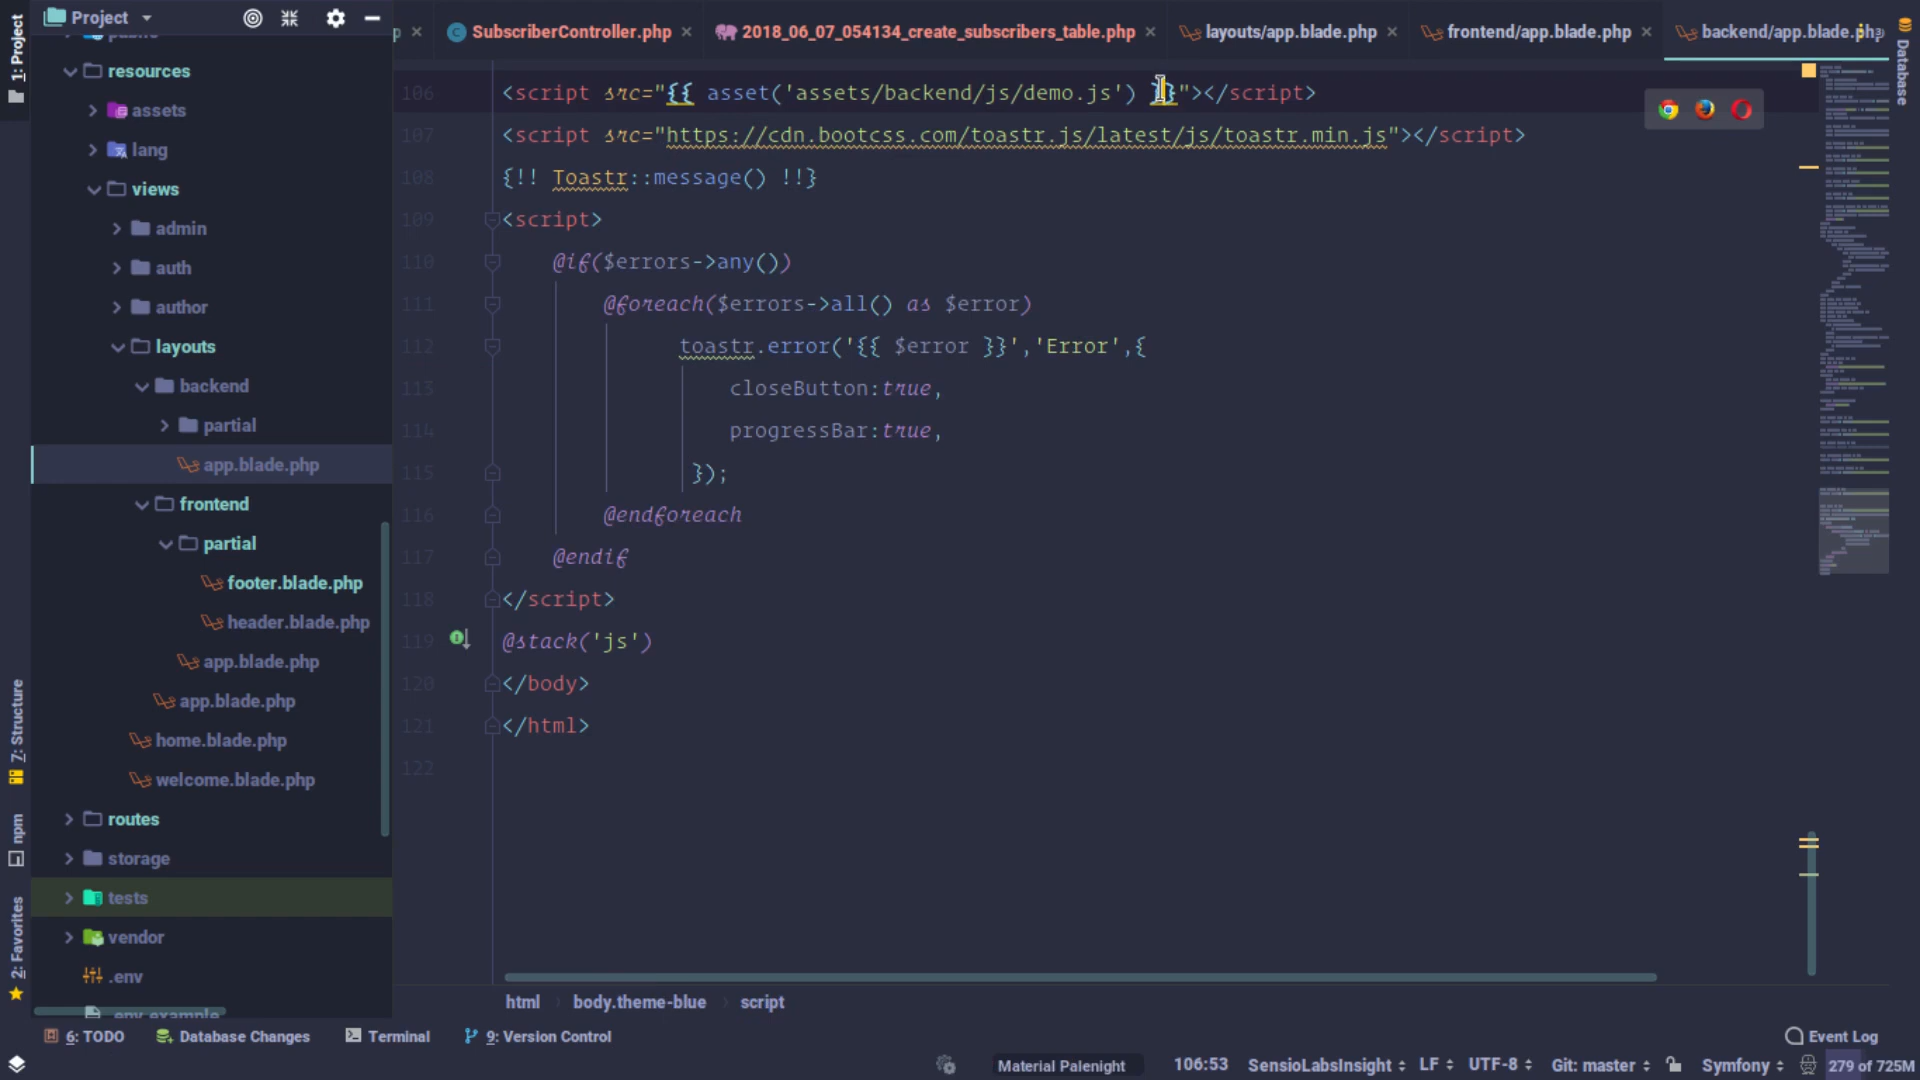 Project
p
SubscriberController.php
2018_06_07_054134_create_subscribers_table.php
layouts/app.blade.php
frontend/app.blade.php
backend/app.blade.php
1: Project
Database
public
resources
assets
lang
views
admin
auth
author
layouts
backend
partial
app.blade.php
frontend
partial
footer.blade.php
header.blade.php
app.blade.php
app.blade.php
home.blade.php
welcome.blade.php
routes
storage
tests
vendor
.env
.env.example
7: Structure
npm
2: Favorites
106 <script src="{{ asset('assets/backend/js/demo.js') }}"></script>
107 <script src="https://cdn.bootcss.com/toastr.js/latest/js/toastr.min.js"></script>
108 {!! Toastr::message() !!}
109 <script>
110 @if($errors->any())
111 @foreach($errors->all() as $error)
112 toastr.error('{{ $error }}','Error',{
113 closeButton:true,
114 progressBar:true,
115 });
116 @endforeach
117 @endif
118 </script>
119 @stack('js')
120 </body>
121 </html>
122
html
body.theme-blue
script
6: TODO
Database Changes
Terminal
9: Version Control
Event Log
Material Palenight
106:53
SensioLabsInsight
LF
UTF-8
Git: master
Symfony
279 of 725M